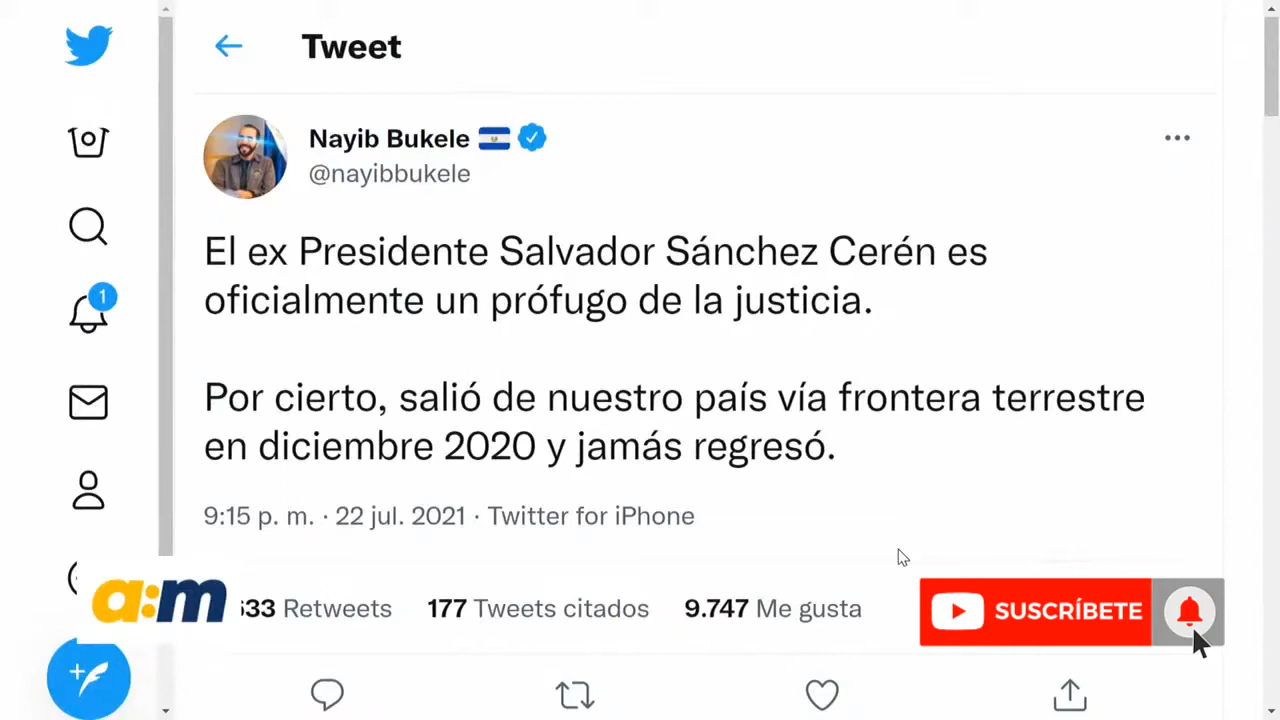 Tweet
Nayib Bukele
@nayibbukele
El ex Presidente Salvador Sánchez Cerén es
oficialmente un prófugo de la justicia.
Por cierto, salió de nuestro país vía frontera terrestre
en diciembre 2020 y jamás regresó.
9:15 p. m. · 22 jul. 2021 · Twitter for iPhone
1
a:m
Retweets 177 Tweets citados 9.747 Me gusta
SUSCRÍBETE